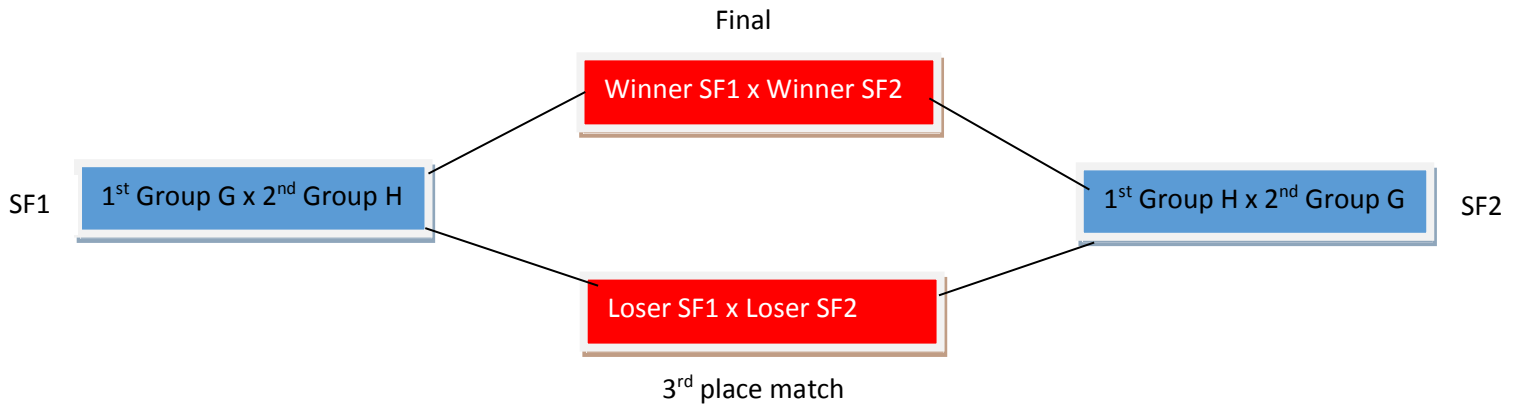 Final
Winner SF1 x Winner SF2
SF1
1st Group G x 2nd Group H
1st Group H x 2nd Group G
SF2
Loser SF1 x Loser SF2
3rd place match